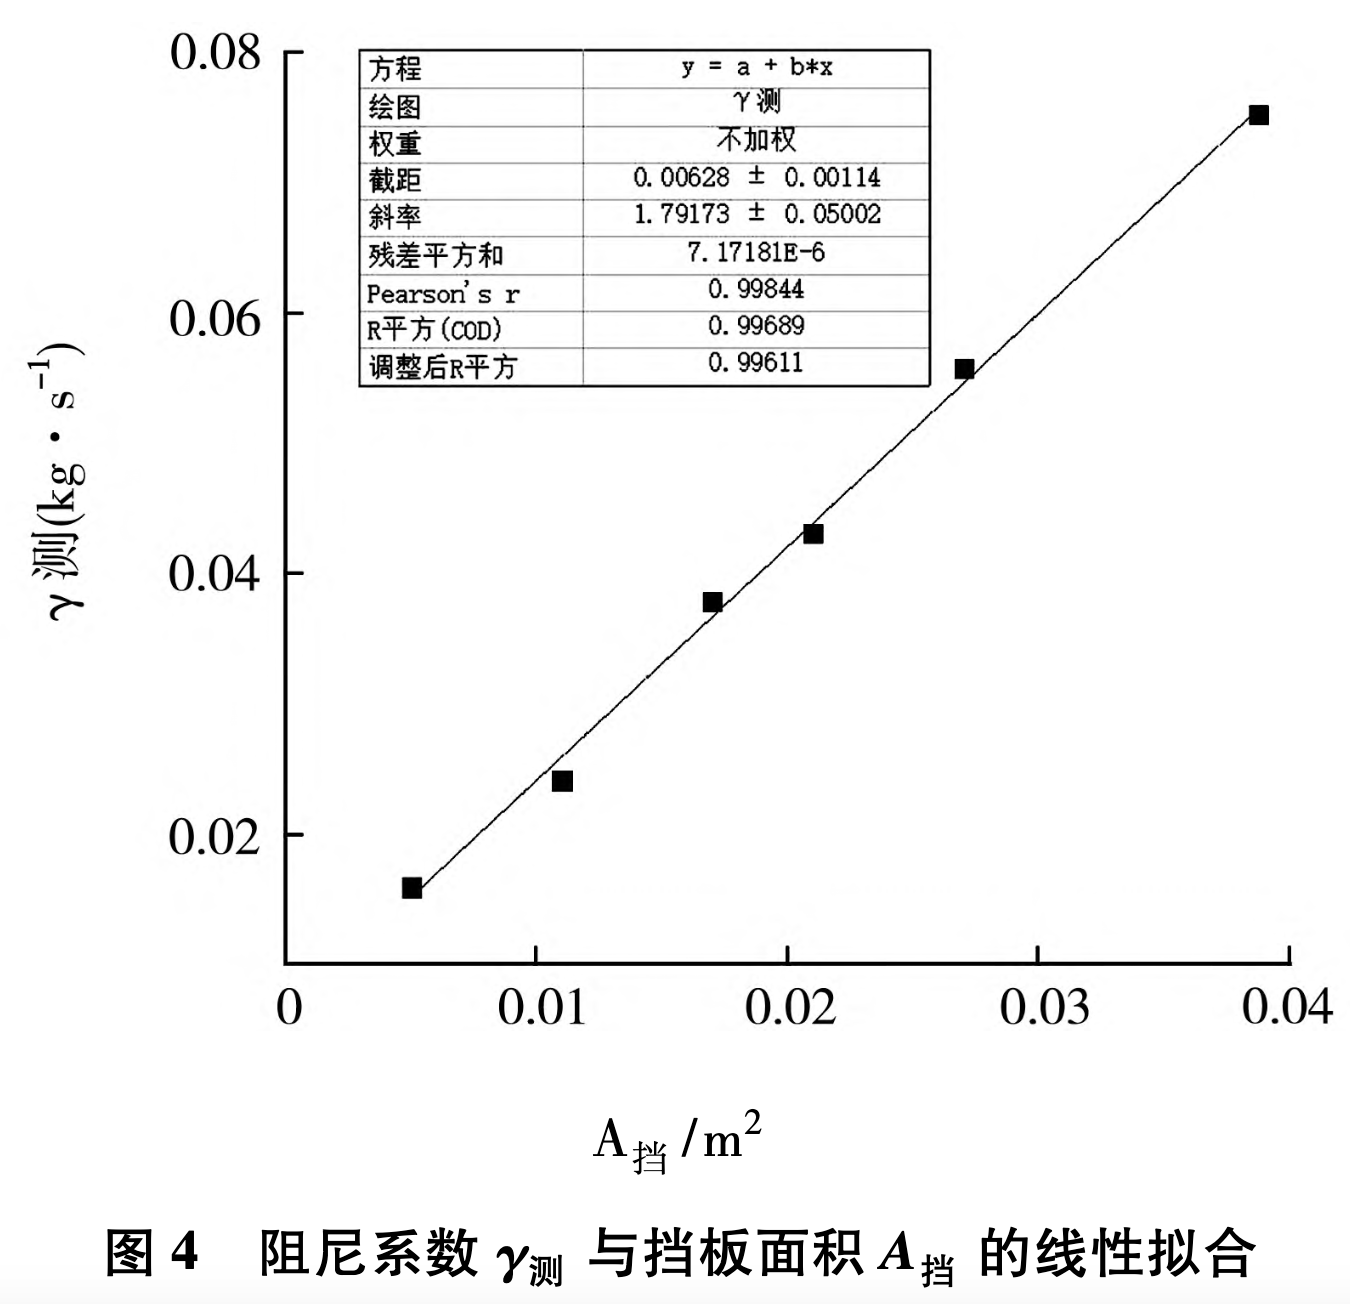 0.08
0.06
0.04
0.02
γ 测(kg · s⁻¹)
方程 y = a + b*x
绘图 γ 测
权重 不加权
截距 0.00628 ± 0.00114
斜率 1.79173 ± 0.05002
残差平方和 7.17181E-6
Pearson's r 0.99844
R平方(COD) 0.99689
调整后R平方 0.99611
0 0.01 0.02 0.03 0.04
A挡/m²
图 4 阻尼系数 γ测 与挡板面积 A挡 的线性拟合